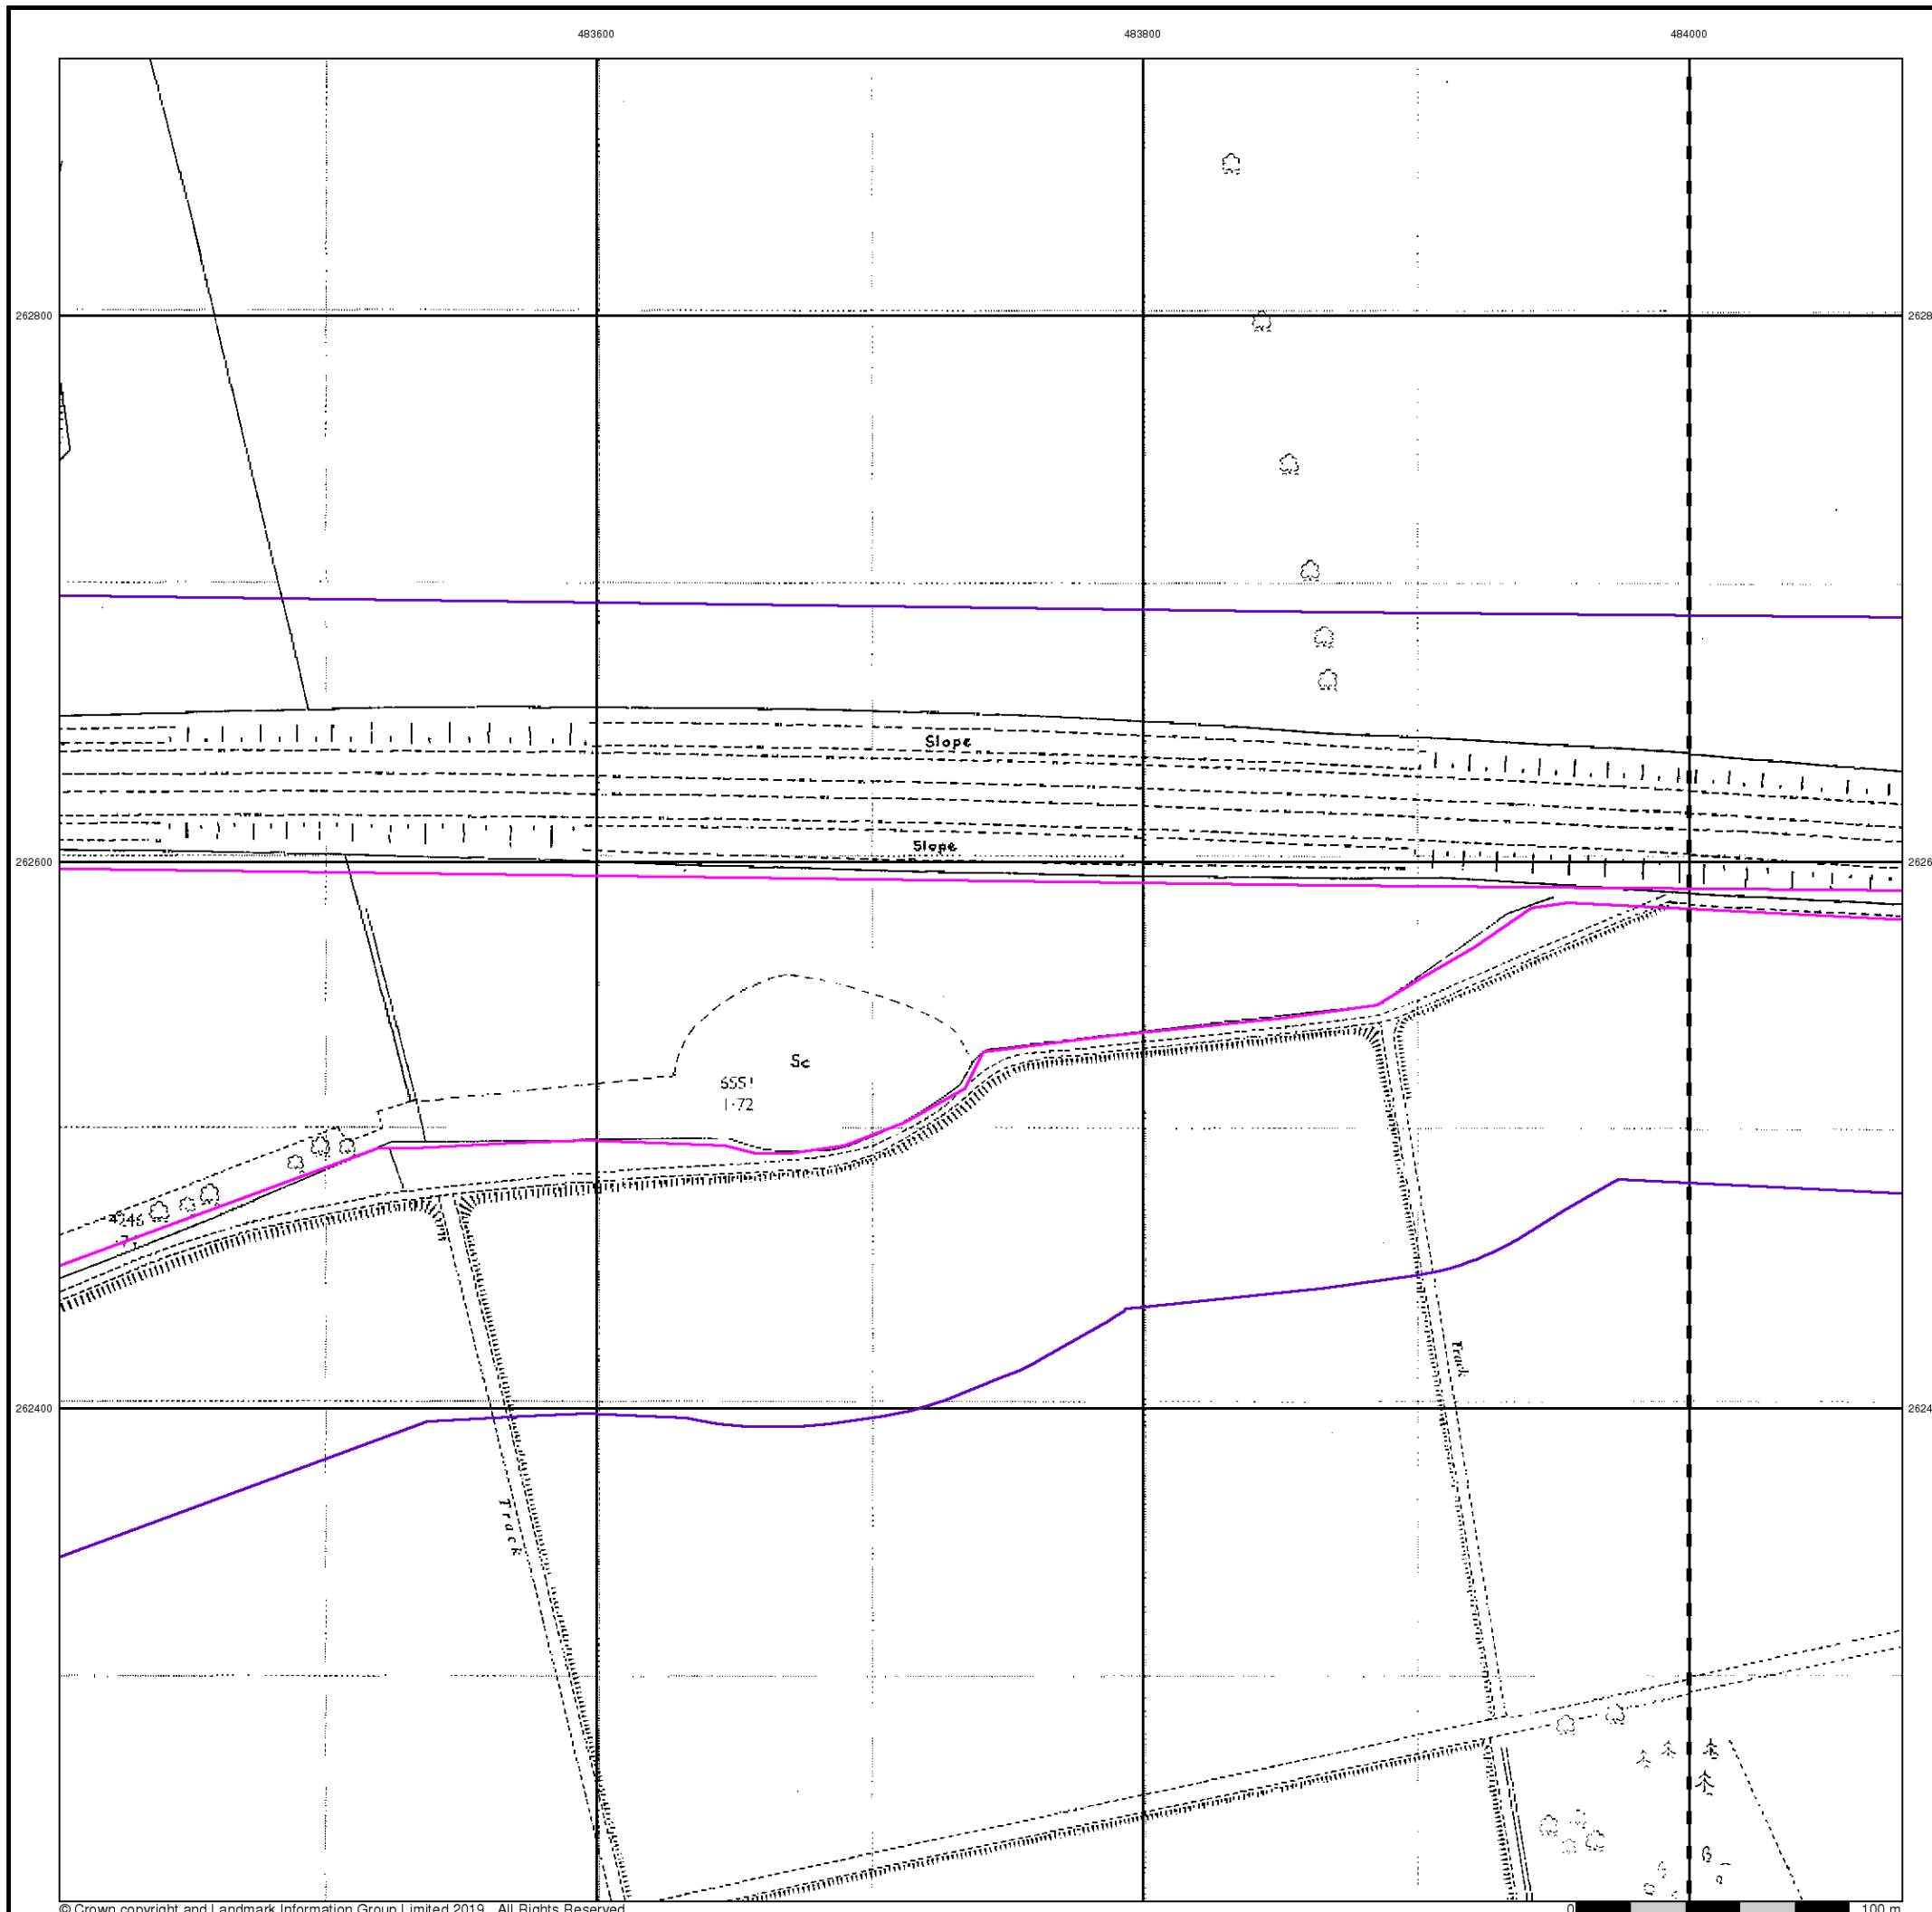 483600 483800 484000
262800
Slope
Slope
262600
Sc
1·72
262400
Track
Track
© Crown copyright and Landmark Information Group Limited 2019. All Rights Reserved.
0 100 m